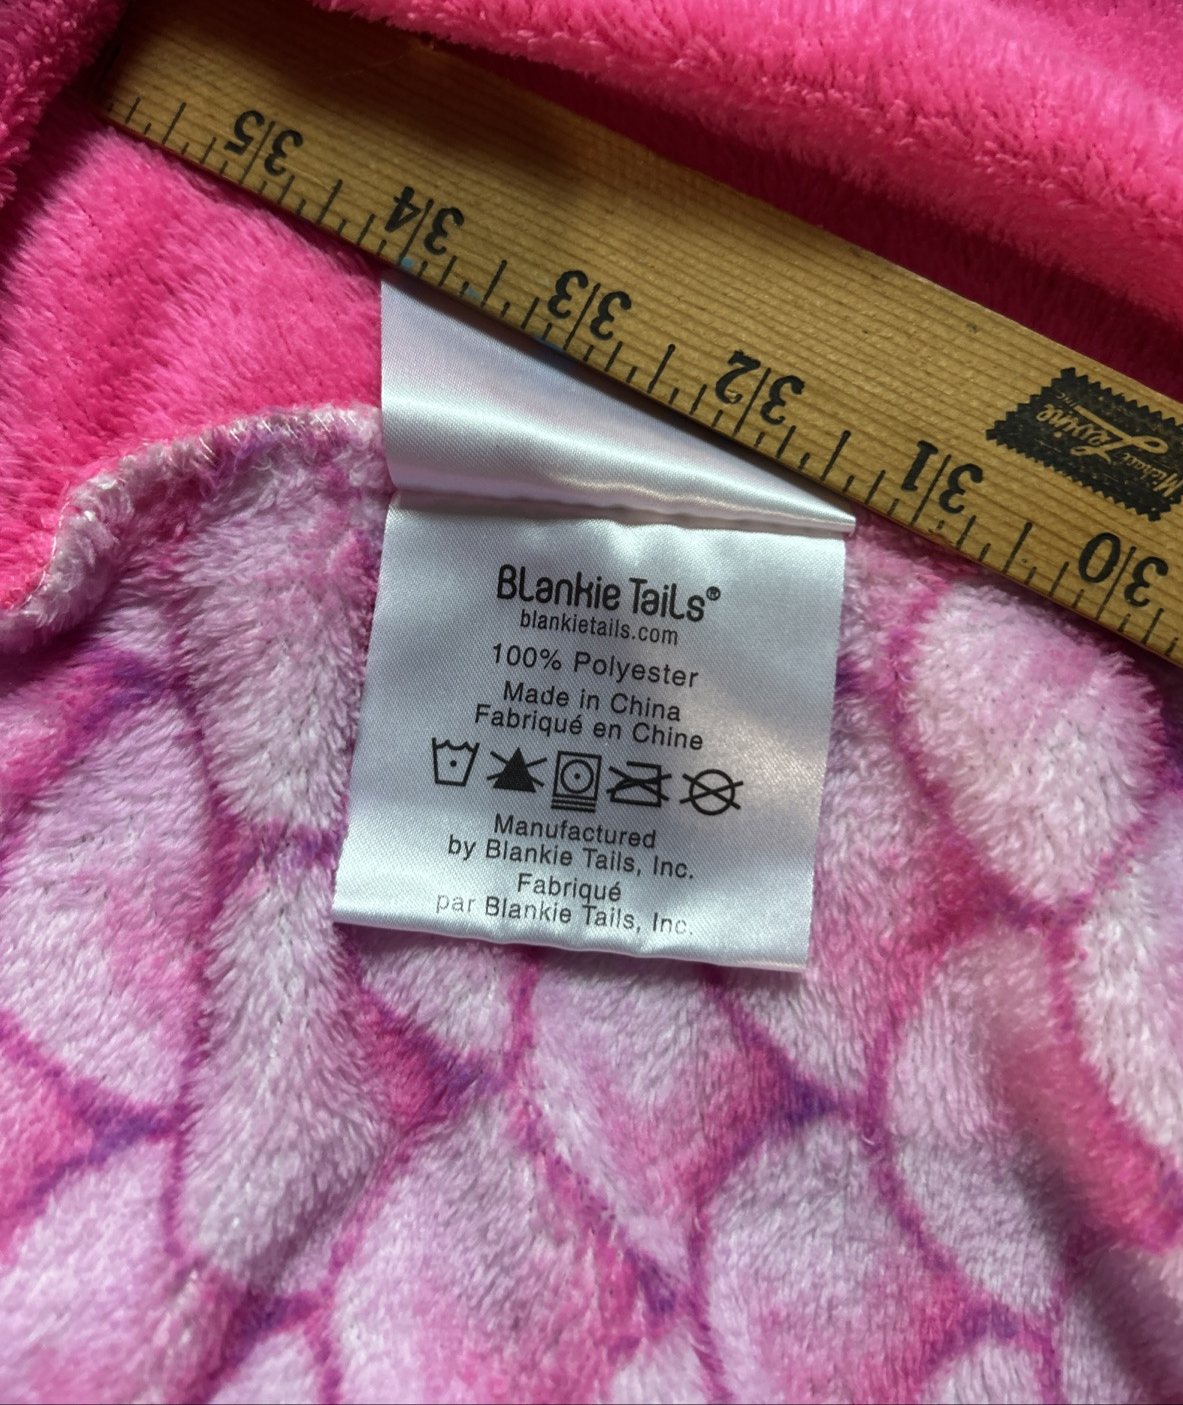 35
34
33
32
31
30
Blankie Tails®
blankietails.com
100% Polyester
Made in China
Fabriqué en Chine
Manufactured
by Blankie Tails, Inc.
Fabriqué
par Blankie Tails, Inc.